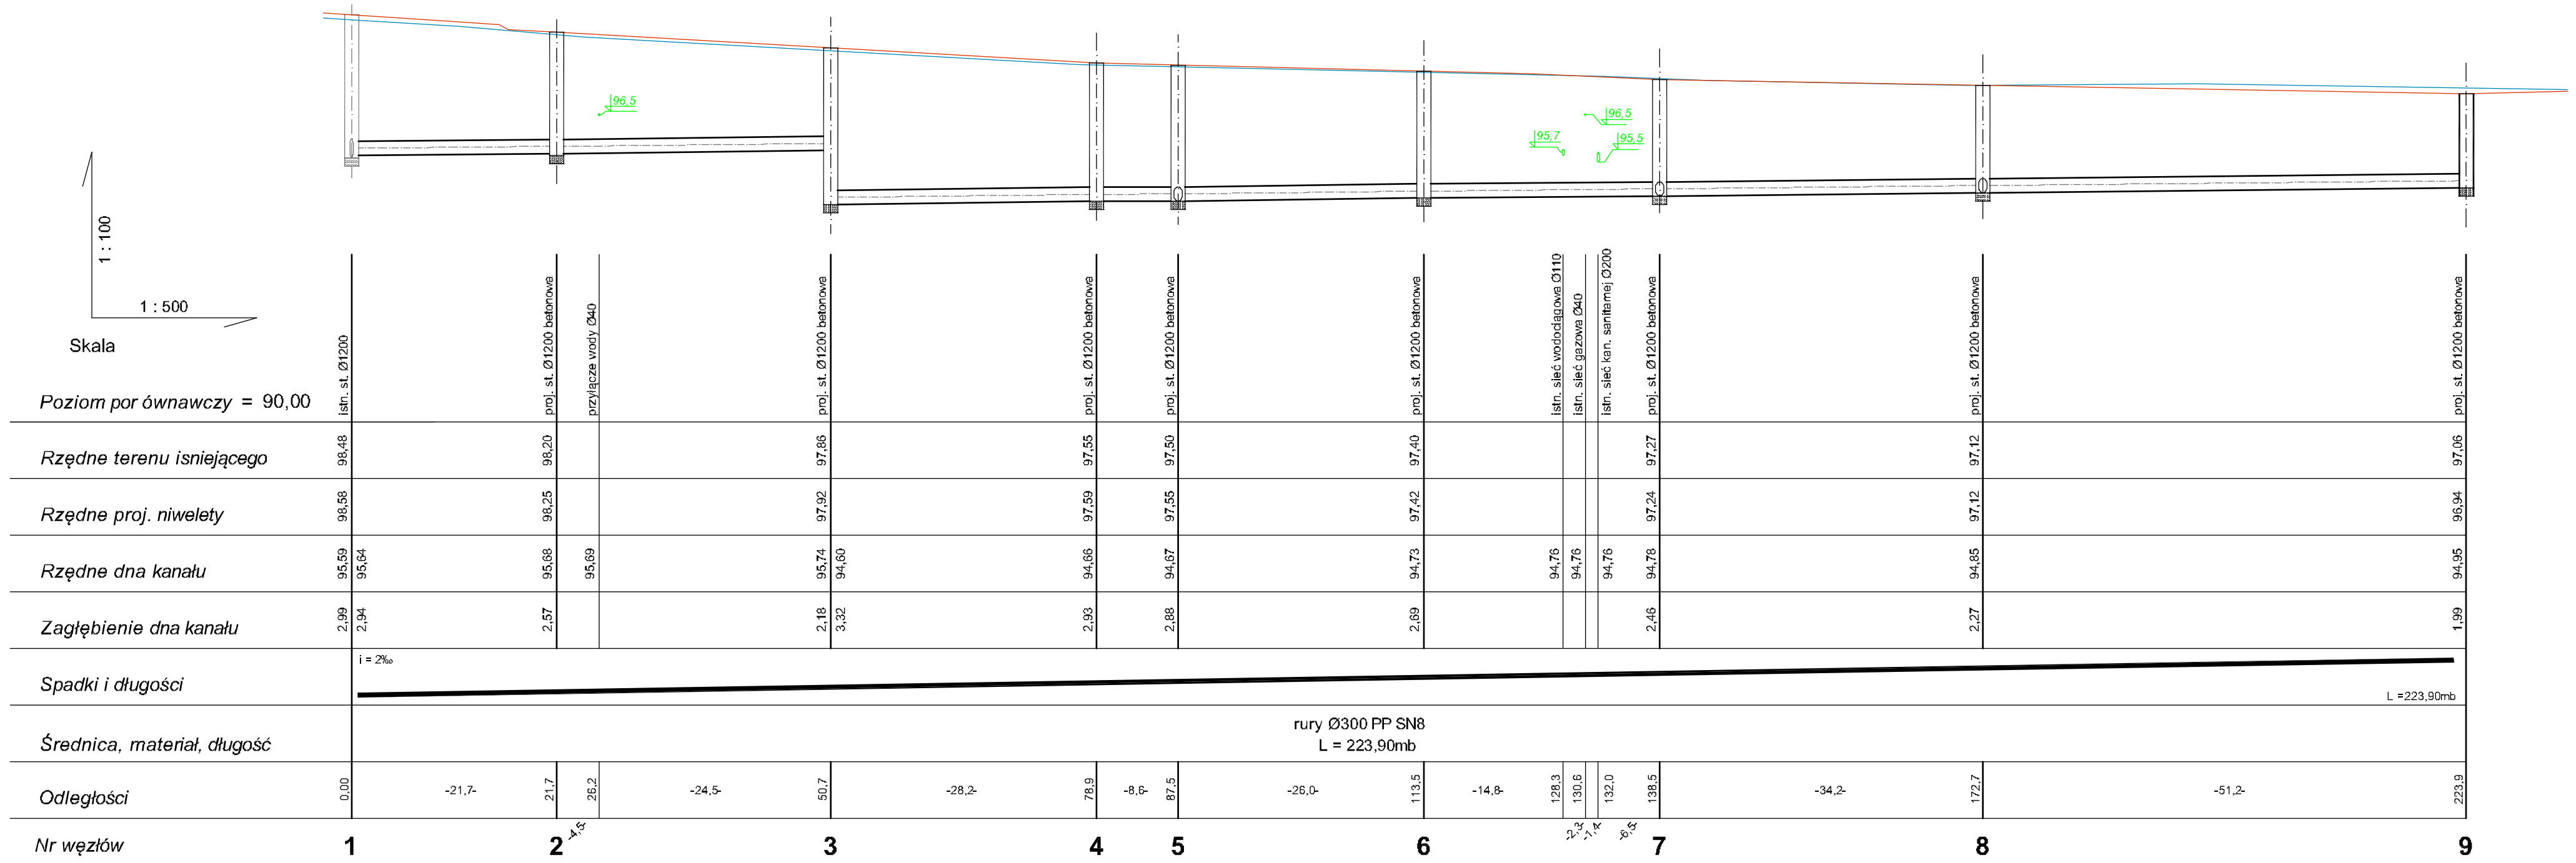 96,5
96,5
95,7
95,5
1 : 100
1 : 500
Skala
istn. st. Ø1200
proj. st. Ø1200 betonowa
przyłącze wody Ø40
proj. st. Ø1200 betonowa
proj. st. Ø1200 betonowa
proj. st. Ø1200 betonowa
proj. st. Ø1200 betonowa
istn. sieć wodociągowa Ø110
istn. sieć gazowa Ø40
istn. sieć kan. sanitarnej Ø200
proj. st. Ø1200 betonowa
proj. st. Ø1200 betonowa
proj. st. Ø1200 betonowa
Poziom por ównawczy = 90,00
Rzędne terenu isniejącego 98,48 98,20 97,86 97,55 97,50 97,40 97,27 97,12 97,06
Rzędne proj. niwelety 98,58 98,25 97,92 97,59 97,55 97,42 97,24 97,12 96,94
Rzędne dna kanału 95,59 95,64 95,68 95,69 95,74 94,60 94,66 94,67 94,73 94,76 94,76 94,76 94,78 94,85 94,95
Zagłębienie dna kanału 2,99 2,94 2,57 2,18 3,32 2,93 2,88 2,69 2,46 2,27 1,99
i = 2‰
Spadki i długości
L =223,90mb
rury Ø300 PP SN8
Średnica, materiał, długość
L = 223,90mb
Odległości 0,00 -21,7- 21,7 26,2 -24,5- 50,7 -28,2- 78,9 -8,6- 87,5 -26,0- 113,5 -14,8- 128,3 130,6 132,0 138,5 -34,2- 172,7 -51,2- 223,9
-4,5- -2,3- -1,4- -6,5-
Nr węzłów 1 2 3 4 5 6 7 8 9